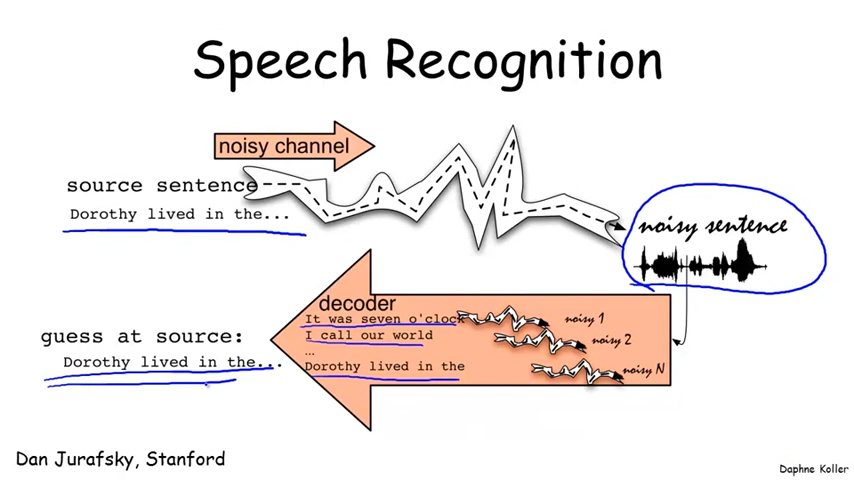 Speech Recognition
noisy channel
source sentence
Dorothy lived in the...
noisy sentence
decoder
It was seven o'clock
noisy 1
I call our world
noisy 2
...
Dorothy lived in the
noisy N
guess at source:
Dorothy lived in the...
Dan Jurafsky, Stanford
Daphne Koller